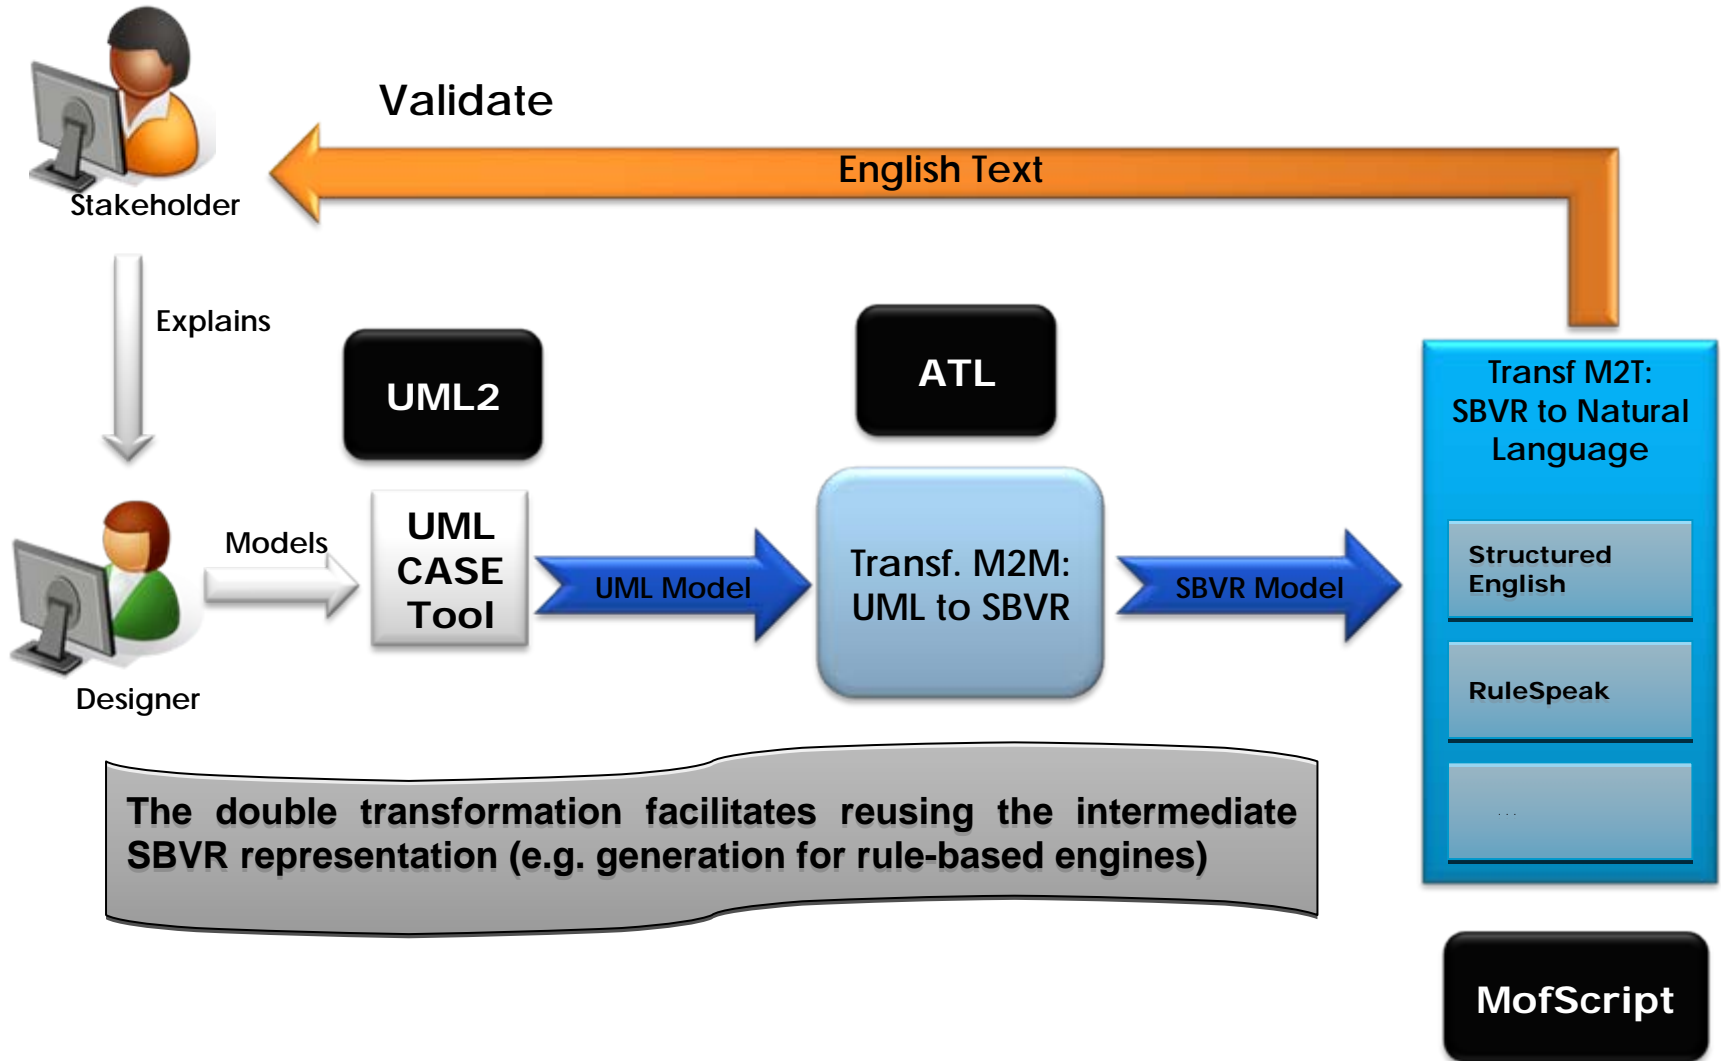 Validate
English Text
Stakeholder
Explains
UML2
ATL
Transf M2T:
SBVR to Natural
Language
Models
UML
CASE
Tool
UML Model
Transf. M2M:
UML to SBVR
SBVR Model
Structured
English
RuleSpeak
...
Designer
The double transformation facilitates reusing the intermediate
SBVR representation (e.g. generation for rule-based engines)
MofScript